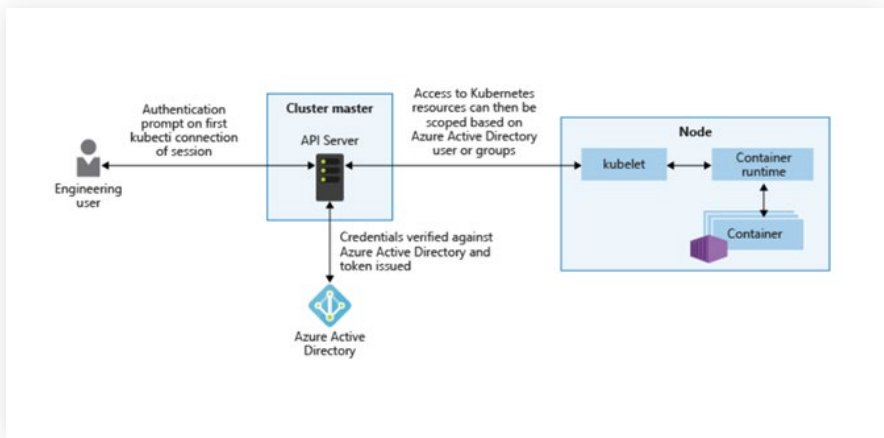 Authentication
prompt on first
kubecti connection
of session
Engineering
user
Cluster master
API Server
Access to Kubernetes
resources can then be
scoped based on
Azure Active Directory
user or groups
Credentials verified against
Azure Active Directory and
token issued
Azure Active
Directory
Node
kubelet
Container
runtime
Container